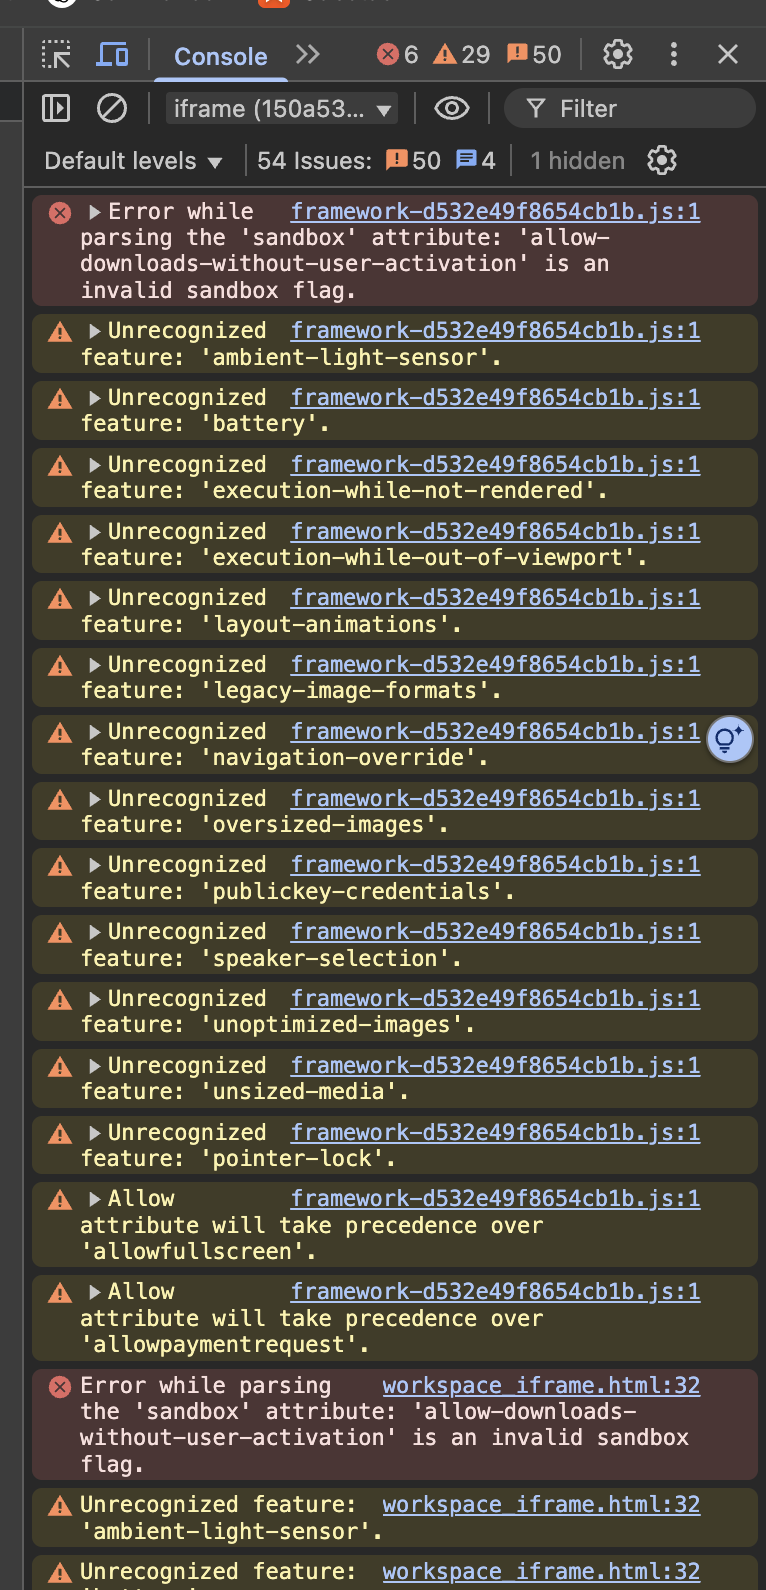 Console 6 29 50
iframe (150a53... Filter
Default levels 54 Issues: 50 4 1 hidden
Error while framework-d532e49f8654cb1b.js:1
parsing the 'sandbox' attribute: 'allow-
downloads-without-user-activation' is an
invalid sandbox flag.
Unrecognized framework-d532e49f8654cb1b.js:1
feature: 'ambient-light-sensor'.
Unrecognized framework-d532e49f8654cb1b.js:1
feature: 'battery'.
Unrecognized framework-d532e49f8654cb1b.js:1
feature: 'execution-while-not-rendered'.
Unrecognized framework-d532e49f8654cb1b.js:1
feature: 'execution-while-out-of-viewport'.
Unrecognized framework-d532e49f8654cb1b.js:1
feature: 'layout-animations'.
Unrecognized framework-d532e49f8654cb1b.js:1
feature: 'legacy-image-formats'.
Unrecognized framework-d532e49f8654cb1b.js:1
feature: 'navigation-override'.
Unrecognized framework-d532e49f8654cb1b.js:1
feature: 'oversized-images'.
Unrecognized framework-d532e49f8654cb1b.js:1
feature: 'publickey-credentials'.
Unrecognized framework-d532e49f8654cb1b.js:1
feature: 'speaker-selection'.
Unrecognized framework-d532e49f8654cb1b.js:1
feature: 'unoptimized-images'.
Unrecognized framework-d532e49f8654cb1b.js:1
feature: 'unsized-media'.
Unrecognized framework-d532e49f8654cb1b.js:1
feature: 'pointer-lock'.
Allow framework-d532e49f8654cb1b.js:1
attribute will take precedence over
'allowfullscreen'.
Allow framework-d532e49f8654cb1b.js:1
attribute will take precedence over
'allowpaymentrequest'.
Error while parsing workspace_iframe.html:32
the 'sandbox' attribute: 'allow-downloads-
without-user-activation' is an invalid sandbox
flag.
Unrecognized feature: workspace_iframe.html:32
'ambient-light-sensor'.
Unrecognized feature: workspace_iframe.html:32